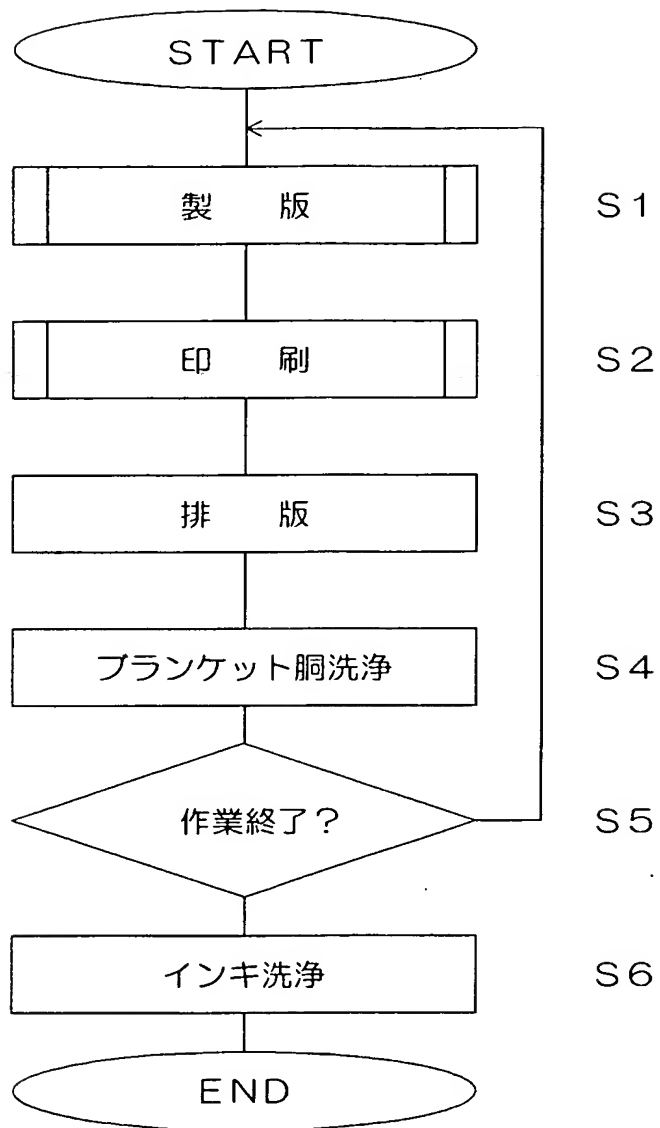 START
製 版 S1
印 刷 S2
排 版 S3
ブランケット胴洗浄 S4
作業終了? S5
インキ洗浄 S6
END